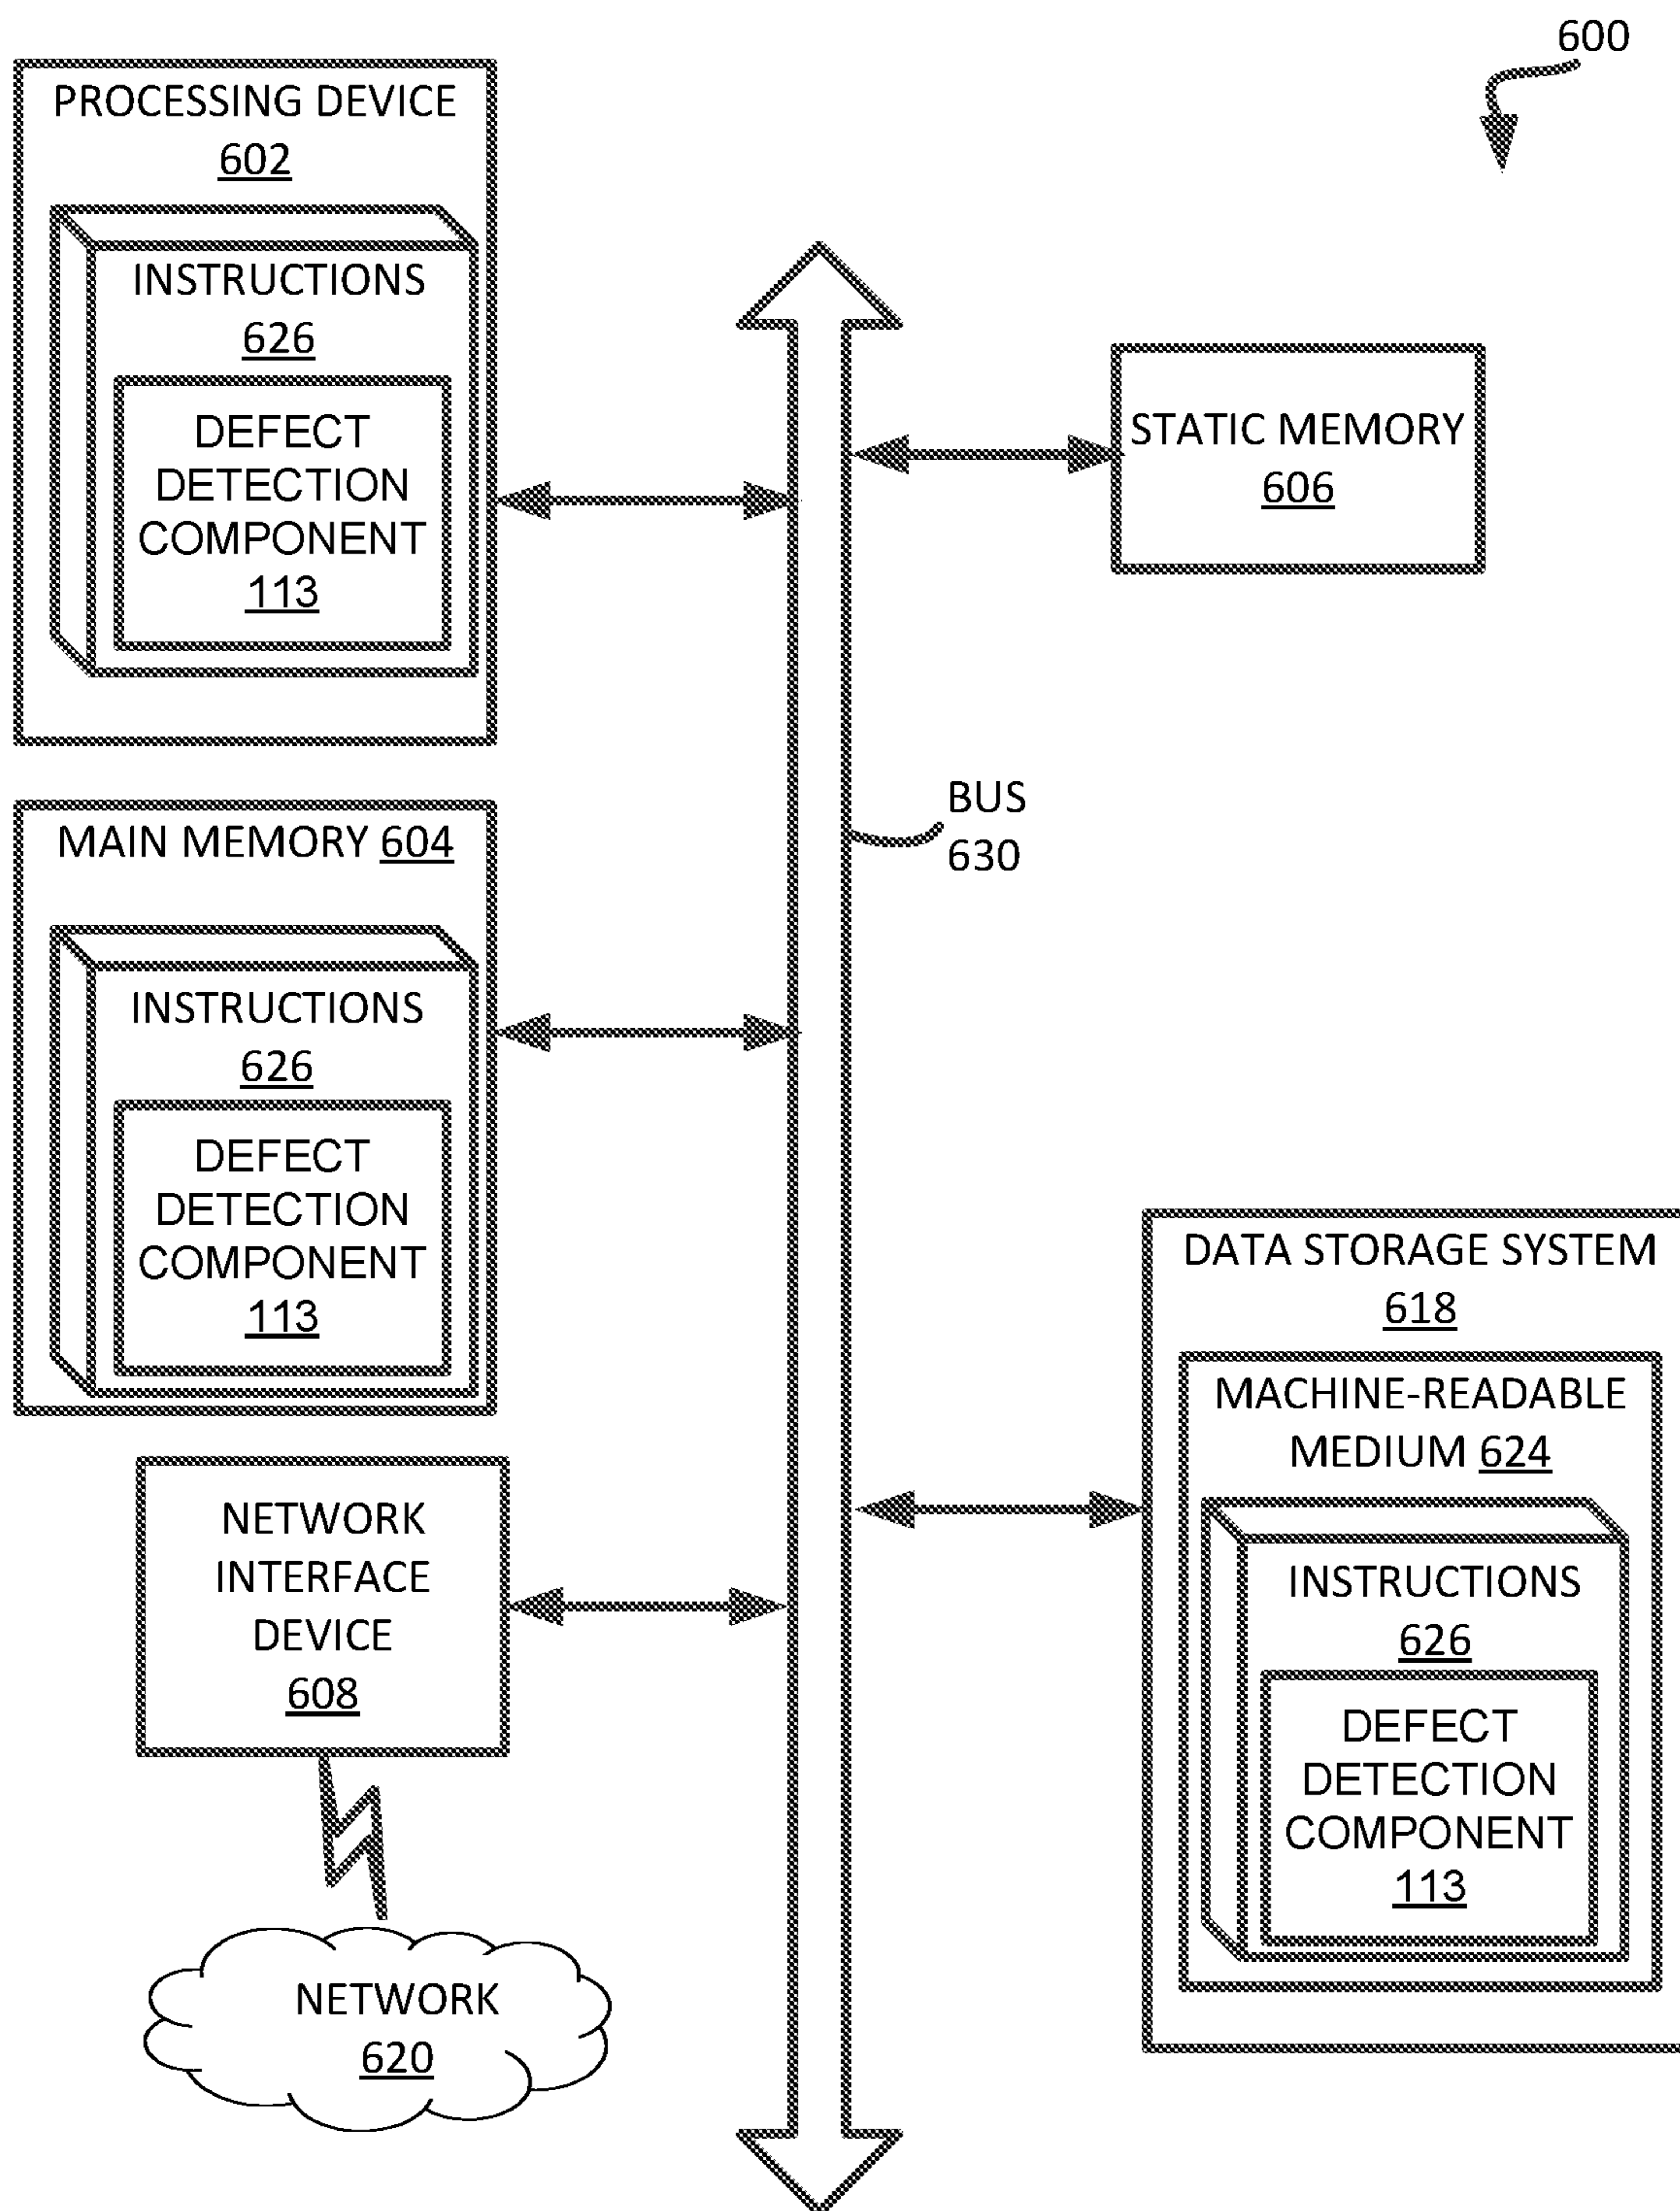 600
PROCESSING DEVICE
602
INSTRUCTIONS
626
DEFECT
DETECTION
COMPONENT
113
STATIC MEMORY
606
BUS
630
MAIN MEMORY 604
INSTRUCTIONS
626
DEFECT
DETECTION
COMPONENT
113
DATA STORAGE SYSTEM
618
MACHINE-READABLE
MEDIUM 624
INSTRUCTIONS
626
DEFECT
DETECTION
COMPONENT
113
NETWORK
INTERFACE
DEVICE
608
NETWORK
620